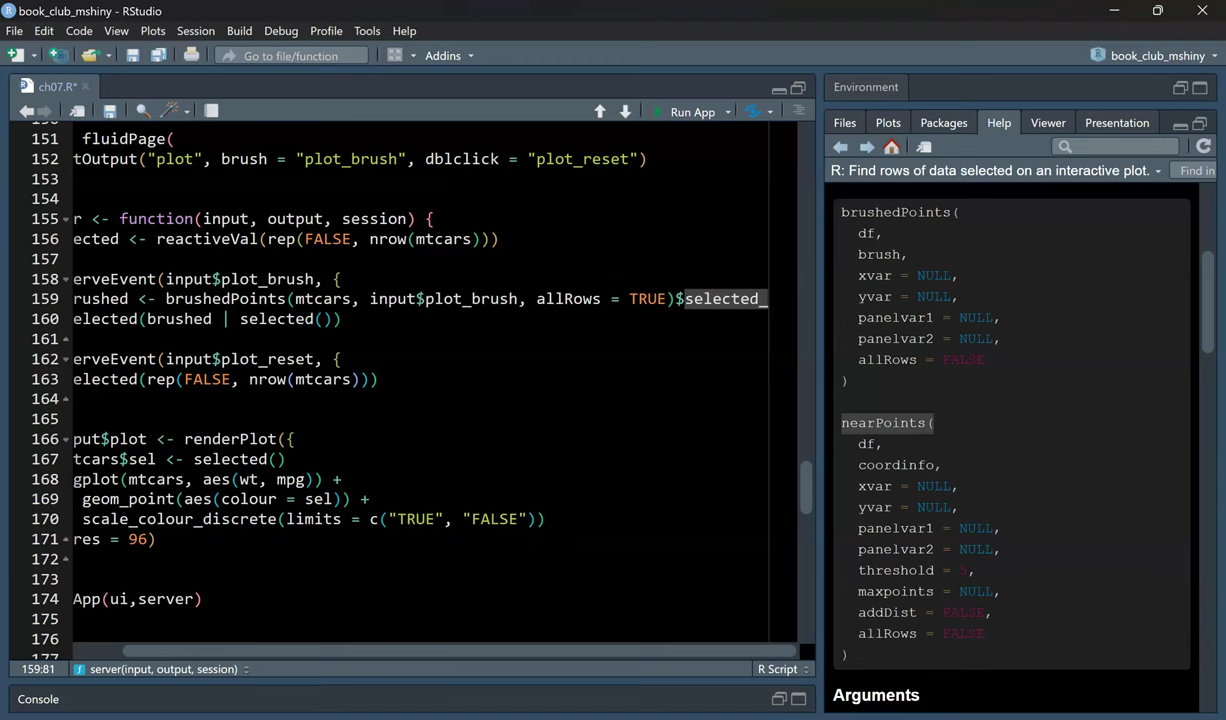 book_club_mshiny - RStudio
File Edit Code View Plots Session Build Debug Profile Tools Help
Go to file/function
Addins
book_club_mshiny
ch07.R*
Run App
151 fluidPage(
152 tOutput("plot", brush = "plot_brush", dblclick = "plot_reset")
153
154
155 r <- function(input, output, session) {
156 ected <- reactiveVal(rep(FALSE, nrow(mtcars)))
157
158 erveEvent(input$plot_brush, {
159 rushed <- brushedPoints(mtcars, input$plot_brush, allRows = TRUE)$selected_
160 elected(brushed | selected())
161
162 erveEvent(input$plot_reset, {
163 elected(rep(FALSE, nrow(mtcars)))
164
165
166 put$plot <- renderPlot({
167 tcars$sel <- selected()
168 gplot(mtcars, aes(wt, mpg)) +
169 geom_point(aes(colour = sel)) +
170 scale_colour_discrete(limits = c("TRUE", "FALSE"))
171 res = 96)
172
173
174 App(ui,server)
175
176
177
159:81 server(input, output, session) R Script
Console
Environment
Files Plots Packages Help Viewer Presentation
R: Find rows of data selected on an interactive plot. Find in
brushedPoints(
df,
brush,
xvar = NULL,
yvar = NULL,
panelvar1 = NULL,
panelvar2 = NULL,
allRows = FALSE
)
nearPoints(
df,
coordinfo,
xvar = NULL,
yvar = NULL,
panelvar1 = NULL,
panelvar2 = NULL,
threshold = 5,
maxpoints = NULL,
addDist = FALSE,
allRows = FALSE
)
Arguments